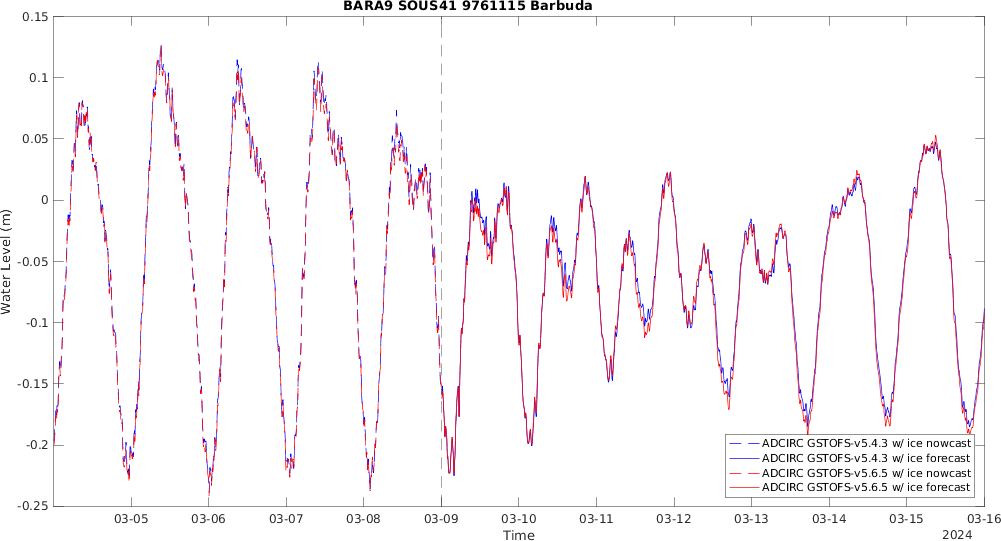 BARA9 SOUS41 9761115 Barbuda
0.15
0.1
0.05
0
-0.05
-0.1
-0.15
-0.2
-0.25
Water Level (m)
ADCIRC GSTOFS-v5.4.3 w/ ice nowcast
ADCIRC GSTOFS-v5.4.3 w/ ice forecast
ADCIRC GSTOFS-v5.6.5 w/ ice nowcast
ADCIRC GSTOFS-v5.6.5 w/ ice forecast
03-05 03-06 03-07 03-08 03-09 03-10 03-11 03-12 03-13 03-14 03-15 03-16
Time
2024